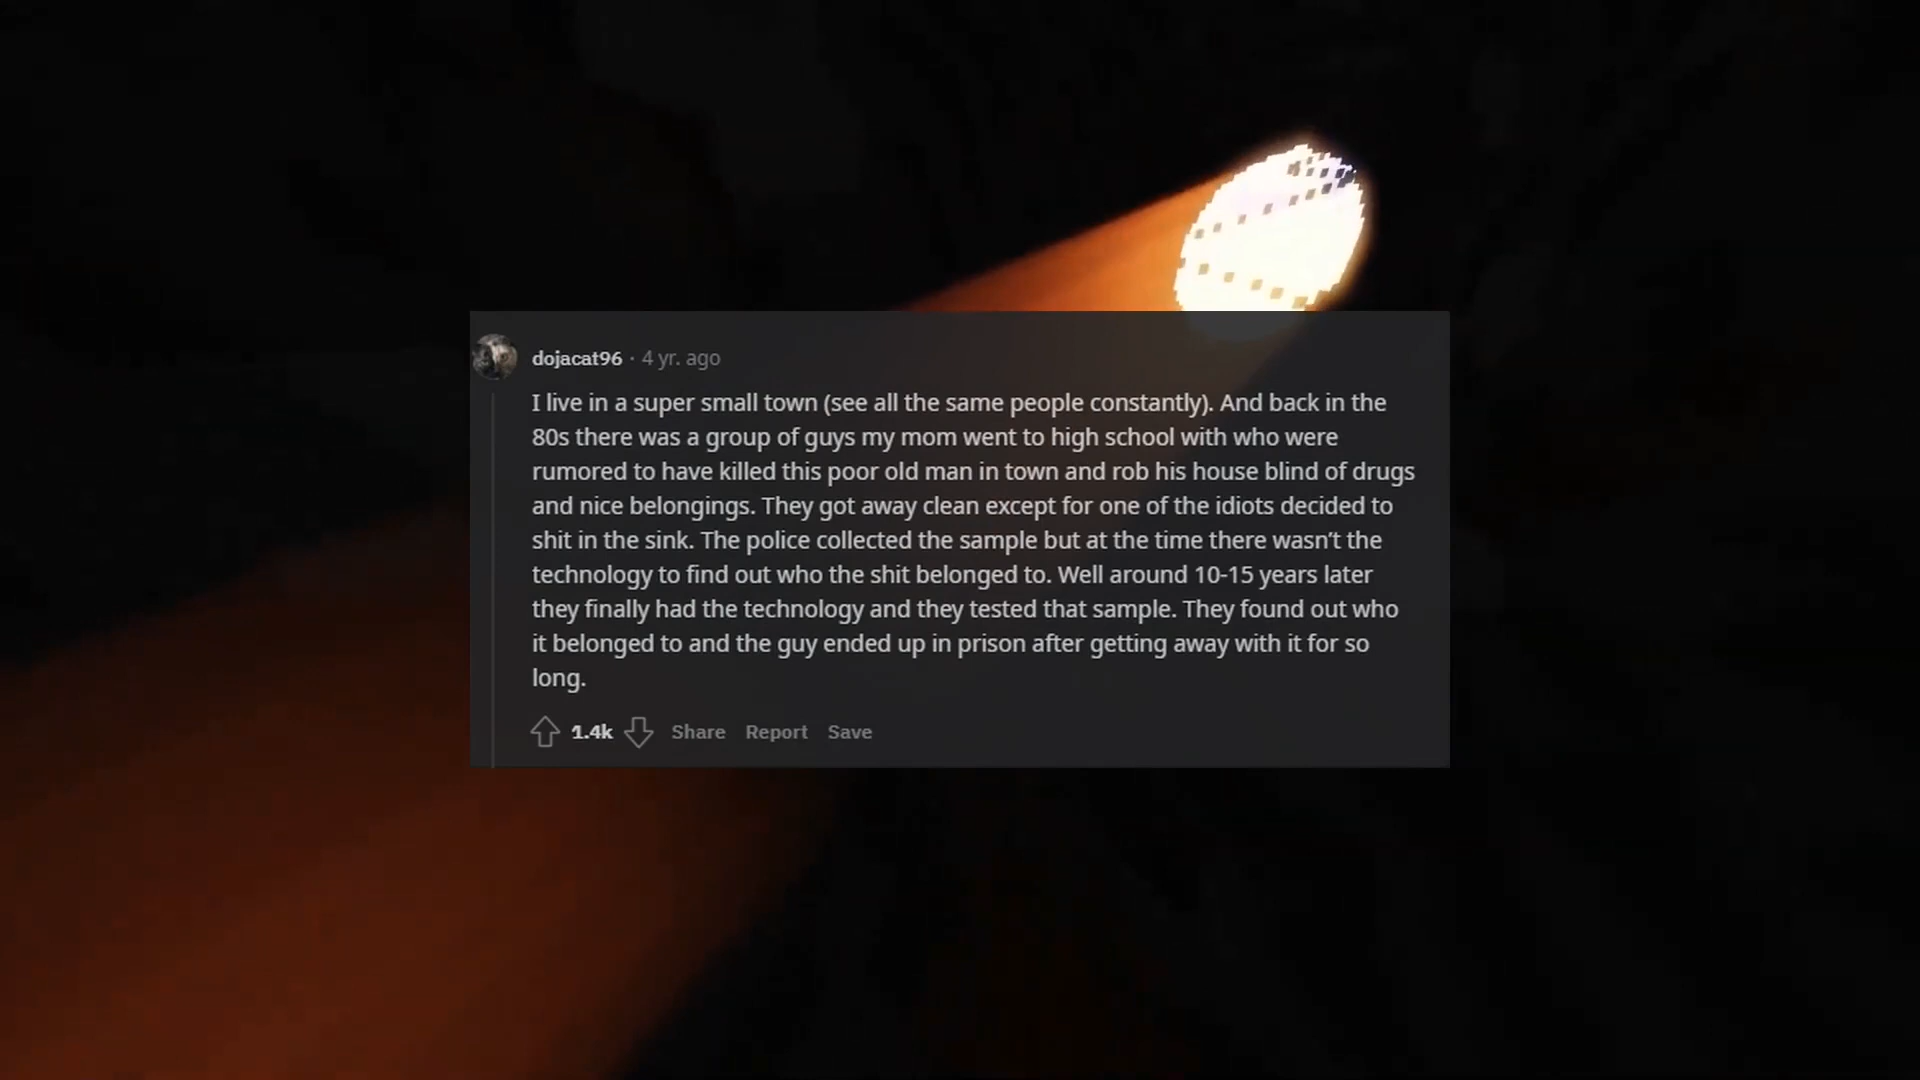 dojacat96 · 4 yr. ago
I live in a super small town (see all the same people constantly). And back in the
80s there was a group of guys my mom went to high school with who were
rumored to have killed this poor old man in town and rob his house blind of drugs
and nice belongings. They got away clean except for one of the idiots decided to
shit in the sink. The police collected the sample but at the time there wasn’t the
technology to find out who the shit belonged to. Well around 10-15 years later
they finally had the technology and they tested that sample. They found out who
it belonged to and the guy ended up in prison after getting away with it for so
long.
1.4k Share Report Save